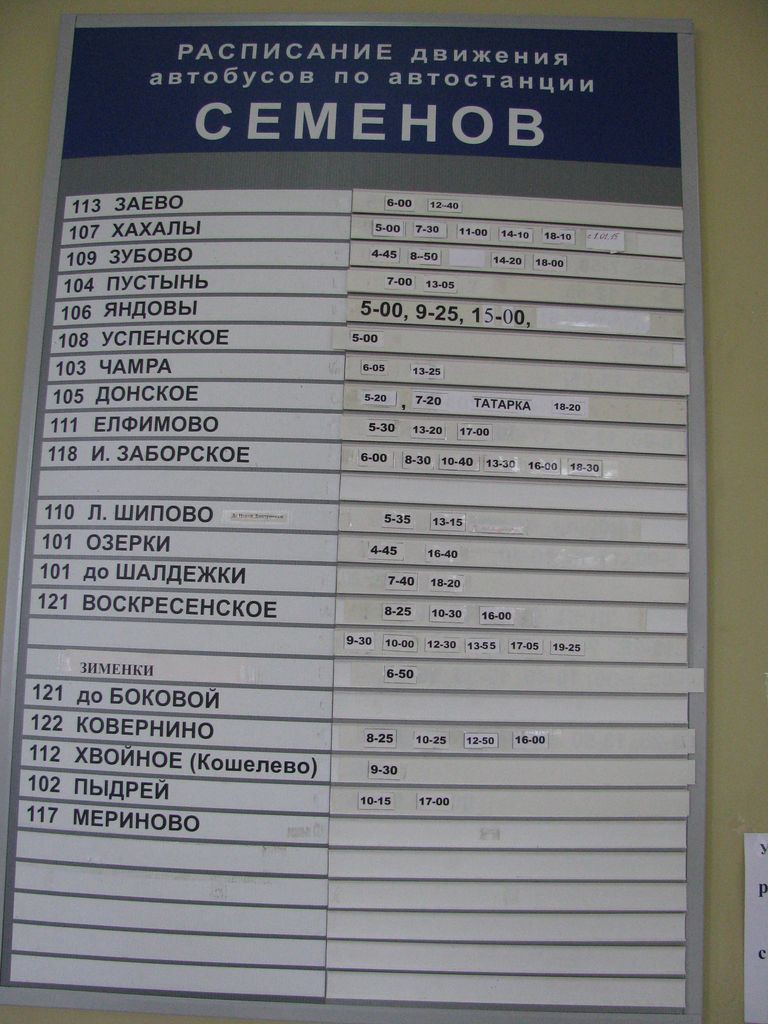 РАСПИСАНИЕ движения
автобусов по автостанции
СЕМЕНОВ
113 ЗАЕВО 6-00 12-40
107 ХАХАЛЫ 5-00 7-30 11-00 14-10 18-10 с 1.01.15
109 ЗУБОВО 4-45 8-50 14-20 18-00
104 ПУСТЫНЬ 7-00 13-05
106 ЯНДОВЫ 5-00, 9-25, 15-00,
108 УСПЕНСКОЕ 5-00
103 ЧАМРА 6-05 13-25
105 ДОНСКОЕ 5-20 , 7-20 ТАТАРКА 18-20
111 ЕЛФИМОВО 5-30 13-20 17-00
118 И. ЗАБОРСКОЕ 6-00 8-30 10-40 13-30 16-00 18-30
110 Л. ШИПОВО 5-35 13-15
101 ОЗЕРКИ 4-45 16-40
101 до ШАЛДЕЖКИ 7-40 18-20
121 ВОСКРЕСЕНСКОЕ 8-25 10-30 16-00
9-30 10-00 12-30 13-55 17-05 19-25
ЗИМЕНКИ 6-50
121 до БОКОВОЙ
122 КОВЕРНИНО 8-25 10-25 12-50 16-00
112 ХВОЙНОЕ (Кошелево) 9-30
102 ПЫДРЕЙ 10-15 17-00
117 МЕРИНОВО
У
р
с